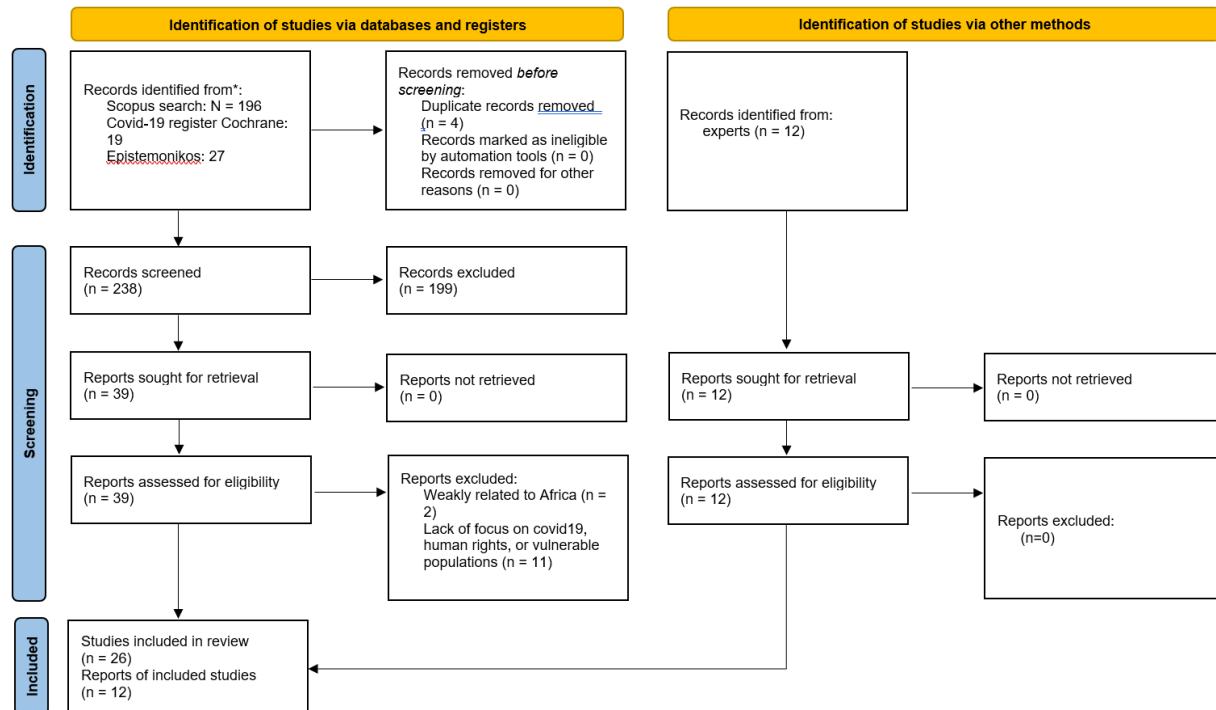 Identification of studies via databases and registers
Identification of studies via other methods
Identification
Records identified from*:
Scopus search: N = 196
Covid-19 register Cochrane:
19
Epistemonikos: 27
Records removed before
screening:
Duplicate records removed
(n = 4)
Records marked as ineligible
by automation tools (n = 0)
Records removed for other
reasons (n = 0)
Records identified from:
experts (n = 12)
Screening
Records screened
(n = 238)
Records excluded
(n = 199)
Reports sought for retrieval
(n = 39)
Reports not retrieved
(n = 0)
Reports sought for retrieval
(n = 12)
Reports not retrieved
(n = 0)
Reports assessed for eligibility
(n = 39)
Reports excluded:
Weakly related to Africa (n =
2)
Lack of focus on covid19,
human rights, or vulnerable
populations (n = 11)
Reports assessed for eligibility
(n = 12)
Reports excluded:
(n=0)
Included
Studies included in review
(n = 26)
Reports of included studies
(n = 12)